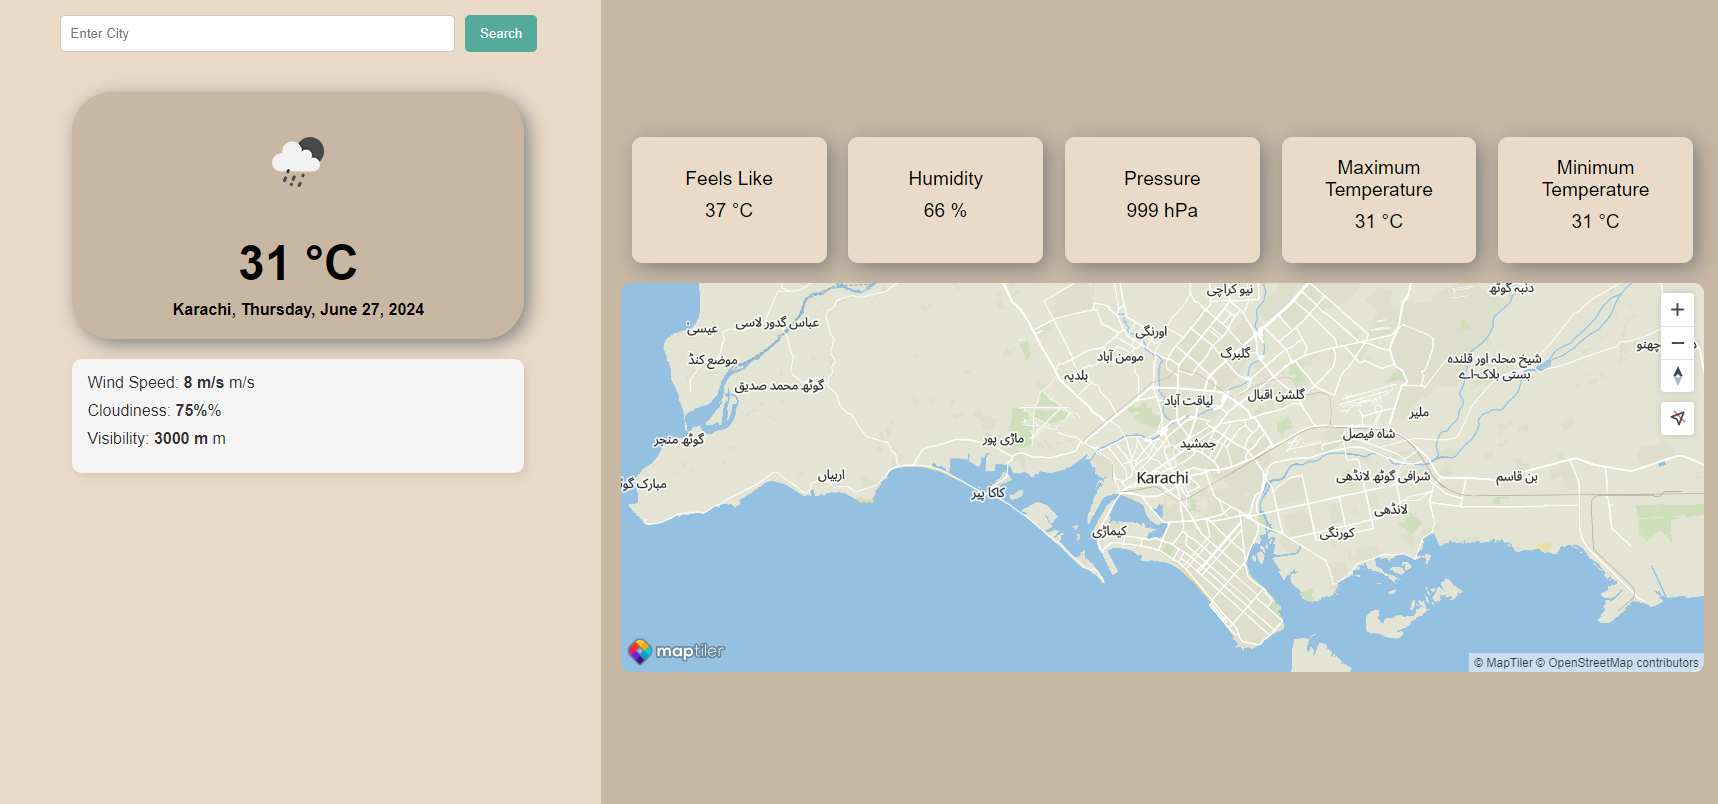 Enter City
Search
31 °C
Karachi, Thursday, June 27, 2024
Wind Speed: 8 m/s m/s
Cloudiness: 75%%
Visibility: 3000 m m
Feels Like
37 °C
Humidity
66 %
Pressure
999 hPa
Maximum
Temperature
31 °C
Minimum
Temperature
31 °C
نیو کراچی
دنبہ گوٹھ
عیسیٰ
عباس گدور لاسی
اورنگی
مومن آباد
گلبرگ
شیخ محلہ اور قلندہ
بستی بلاک-اے
موضع کنڈ
بلدیہ
گوٹھ محمد صدیق
لیاقت آباد
گلشن اقبال
ملیر
گوٹھ منجر
ماڑی پور
جمشید
شاہ فیصل
مبارک گوٹ
اربیاں
Karachi
شرافی گوٹھ لانڈھی
بن قاسم
کاکا پیر
لانڈھی
کیماڑی
کورنگی
maptiler
© MapTiler © OpenStreetMap contributors